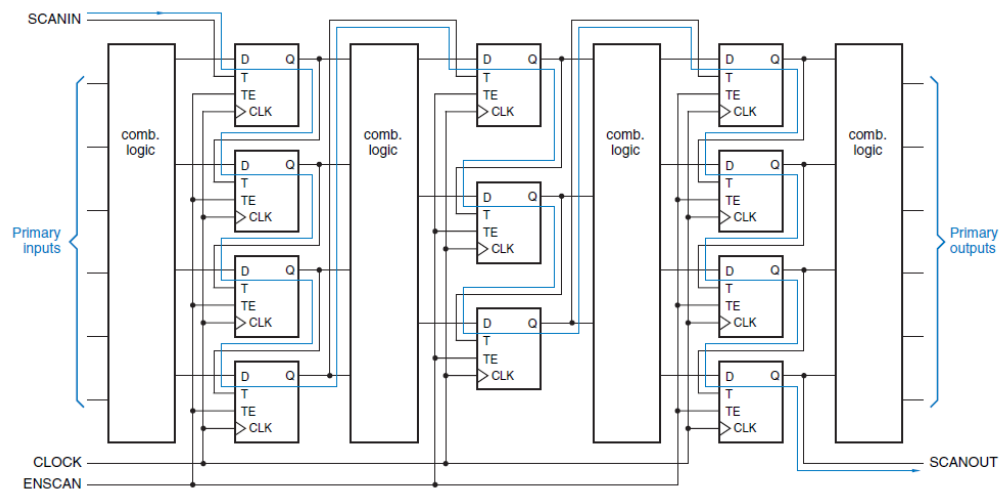 SCANIN
D Q
T
TE
CLK
D Q
T
TE
CLK
D Q
T
TE
CLK
comb.
logic
comb.
logic
comb.
logic
comb.
logic
D Q
T
TE
CLK
D Q
T
TE
CLK
D Q
T
TE
CLK
Primary
inputs
Primary
outputs
D Q
T
TE
CLK
D Q
T
TE
CLK
D Q
T
TE
CLK
D Q
T
TE
CLK
D Q
T
TE
CLK
CLOCK
SCANOUT
ENSCAN